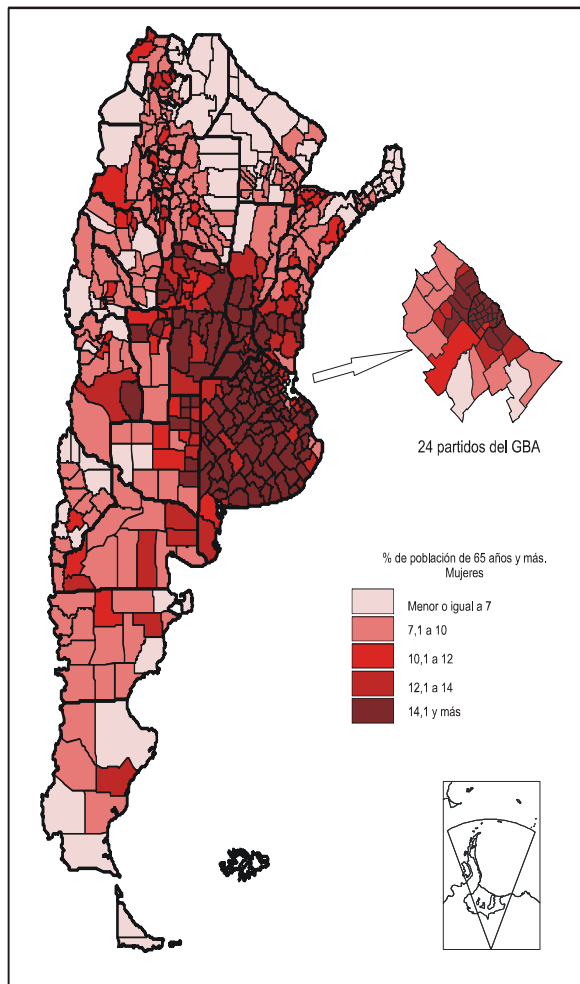 24 partidos del GBA
% de población de 65 años y más.
Mujeres
Menor o igual a 7
7,1 a 10
10,1 a 12
12,1 a 14
14,1 y más